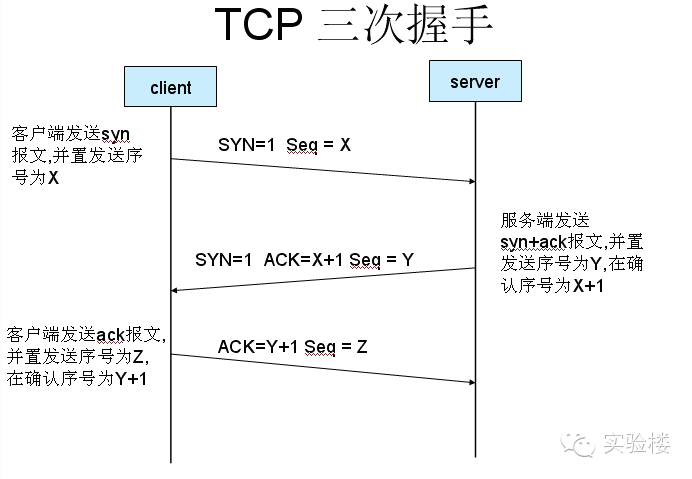 TCP 三次握手
client
server
客户端发送syn
报文,并置发送序
号为X
SYN=1 Seq = X
服务端发送
syn+ack报文,并置
发送序号为Y,在确
认序号为X+1
SYN=1 ACK=X+1 Seq = Y
客户端发送ack报文,
并置发送序号为Z,
在确认序号为Y+1
ACK=Y+1 Seq = Z
实验楼